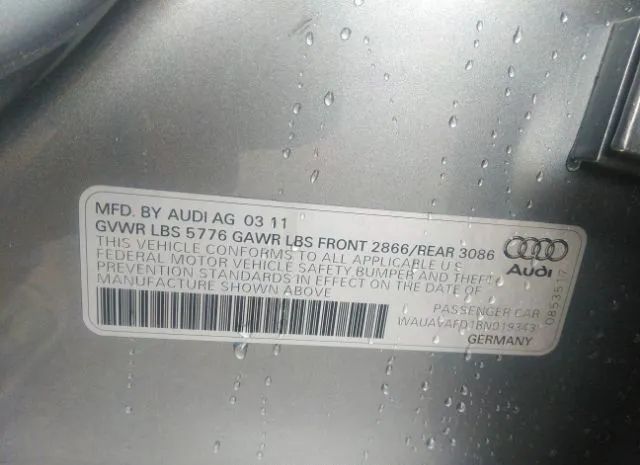 MFD. BY AUDI AG 03 11
GVWR LBS 5776 GAWR LBS FRONT 2866/REAR 3086
THIS VEHICLE CONFORMS TO ALL APPLICABLE U S
FEDERAL MOTOR VEHICLE SAFETY BUMPER AND THEFT
PREVENTION STANDARDS IN EFFECT ON THE DATE OF
MANUFACTURE SHOWN ABOVE
Audi
PASSENGER CAR
WAUAVAFD1BN019343
GERMANY
0853517